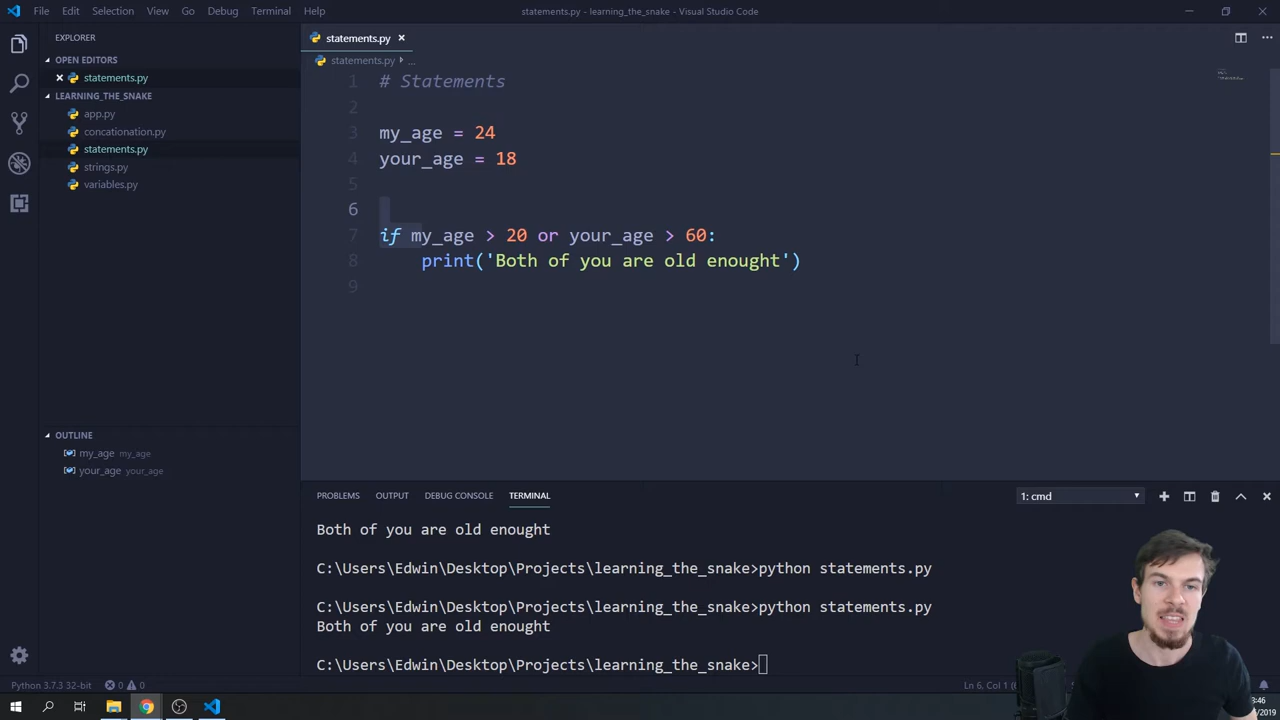 File Edit Selection View Go Debug Terminal Help
statements.py - learning_the_snake - Visual Studio Code
EXPLORER
OPEN EDITORS
statements.py
LEARNING_THE_SNAKE
app.py
concationation.py
statements.py
strings.py
variables.py
OUTLINE
my_age my_age
your_age your_age
statements.py
statements.py ...
1 # Statements
2
3 my_age = 24
4 your_age = 18
5
6
7 if my_age > 20 or your_age > 60:
8 print('Both of you are old enought')
9
PROBLEMS OUTPUT DEBUG CONSOLE TERMINAL 1: cmd
Both of you are old enought
C:\Users\Edwin\Desktop\Projects\learning_the_snake>python statements.py
C:\Users\Edwin\Desktop\Projects\learning_the_snake>python statements.py
Both of you are old enought
C:\Users\Edwin\Desktop\Projects\learning_the_snake>
Python 3.7.3 32-bit 0 0 Ln 6, Col 1
:46
/2019